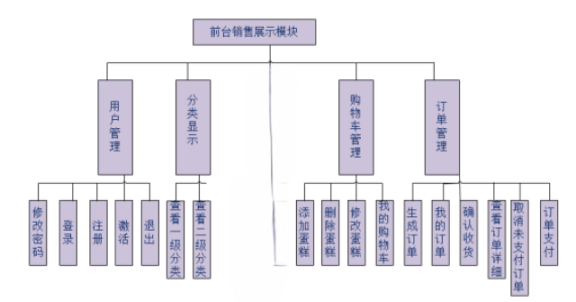 前台销售展示模块
用户管理
分类显示
购物车管理
订单管理
修改密码
登录
注册
激活
退出
查看一级分类
查看二级分类
添加蛋糕
删除蛋糕
修改蛋糕
我的购物车
生成订单
我的订单
确认收货
查看订单详细
取消未支付订单
订单支付